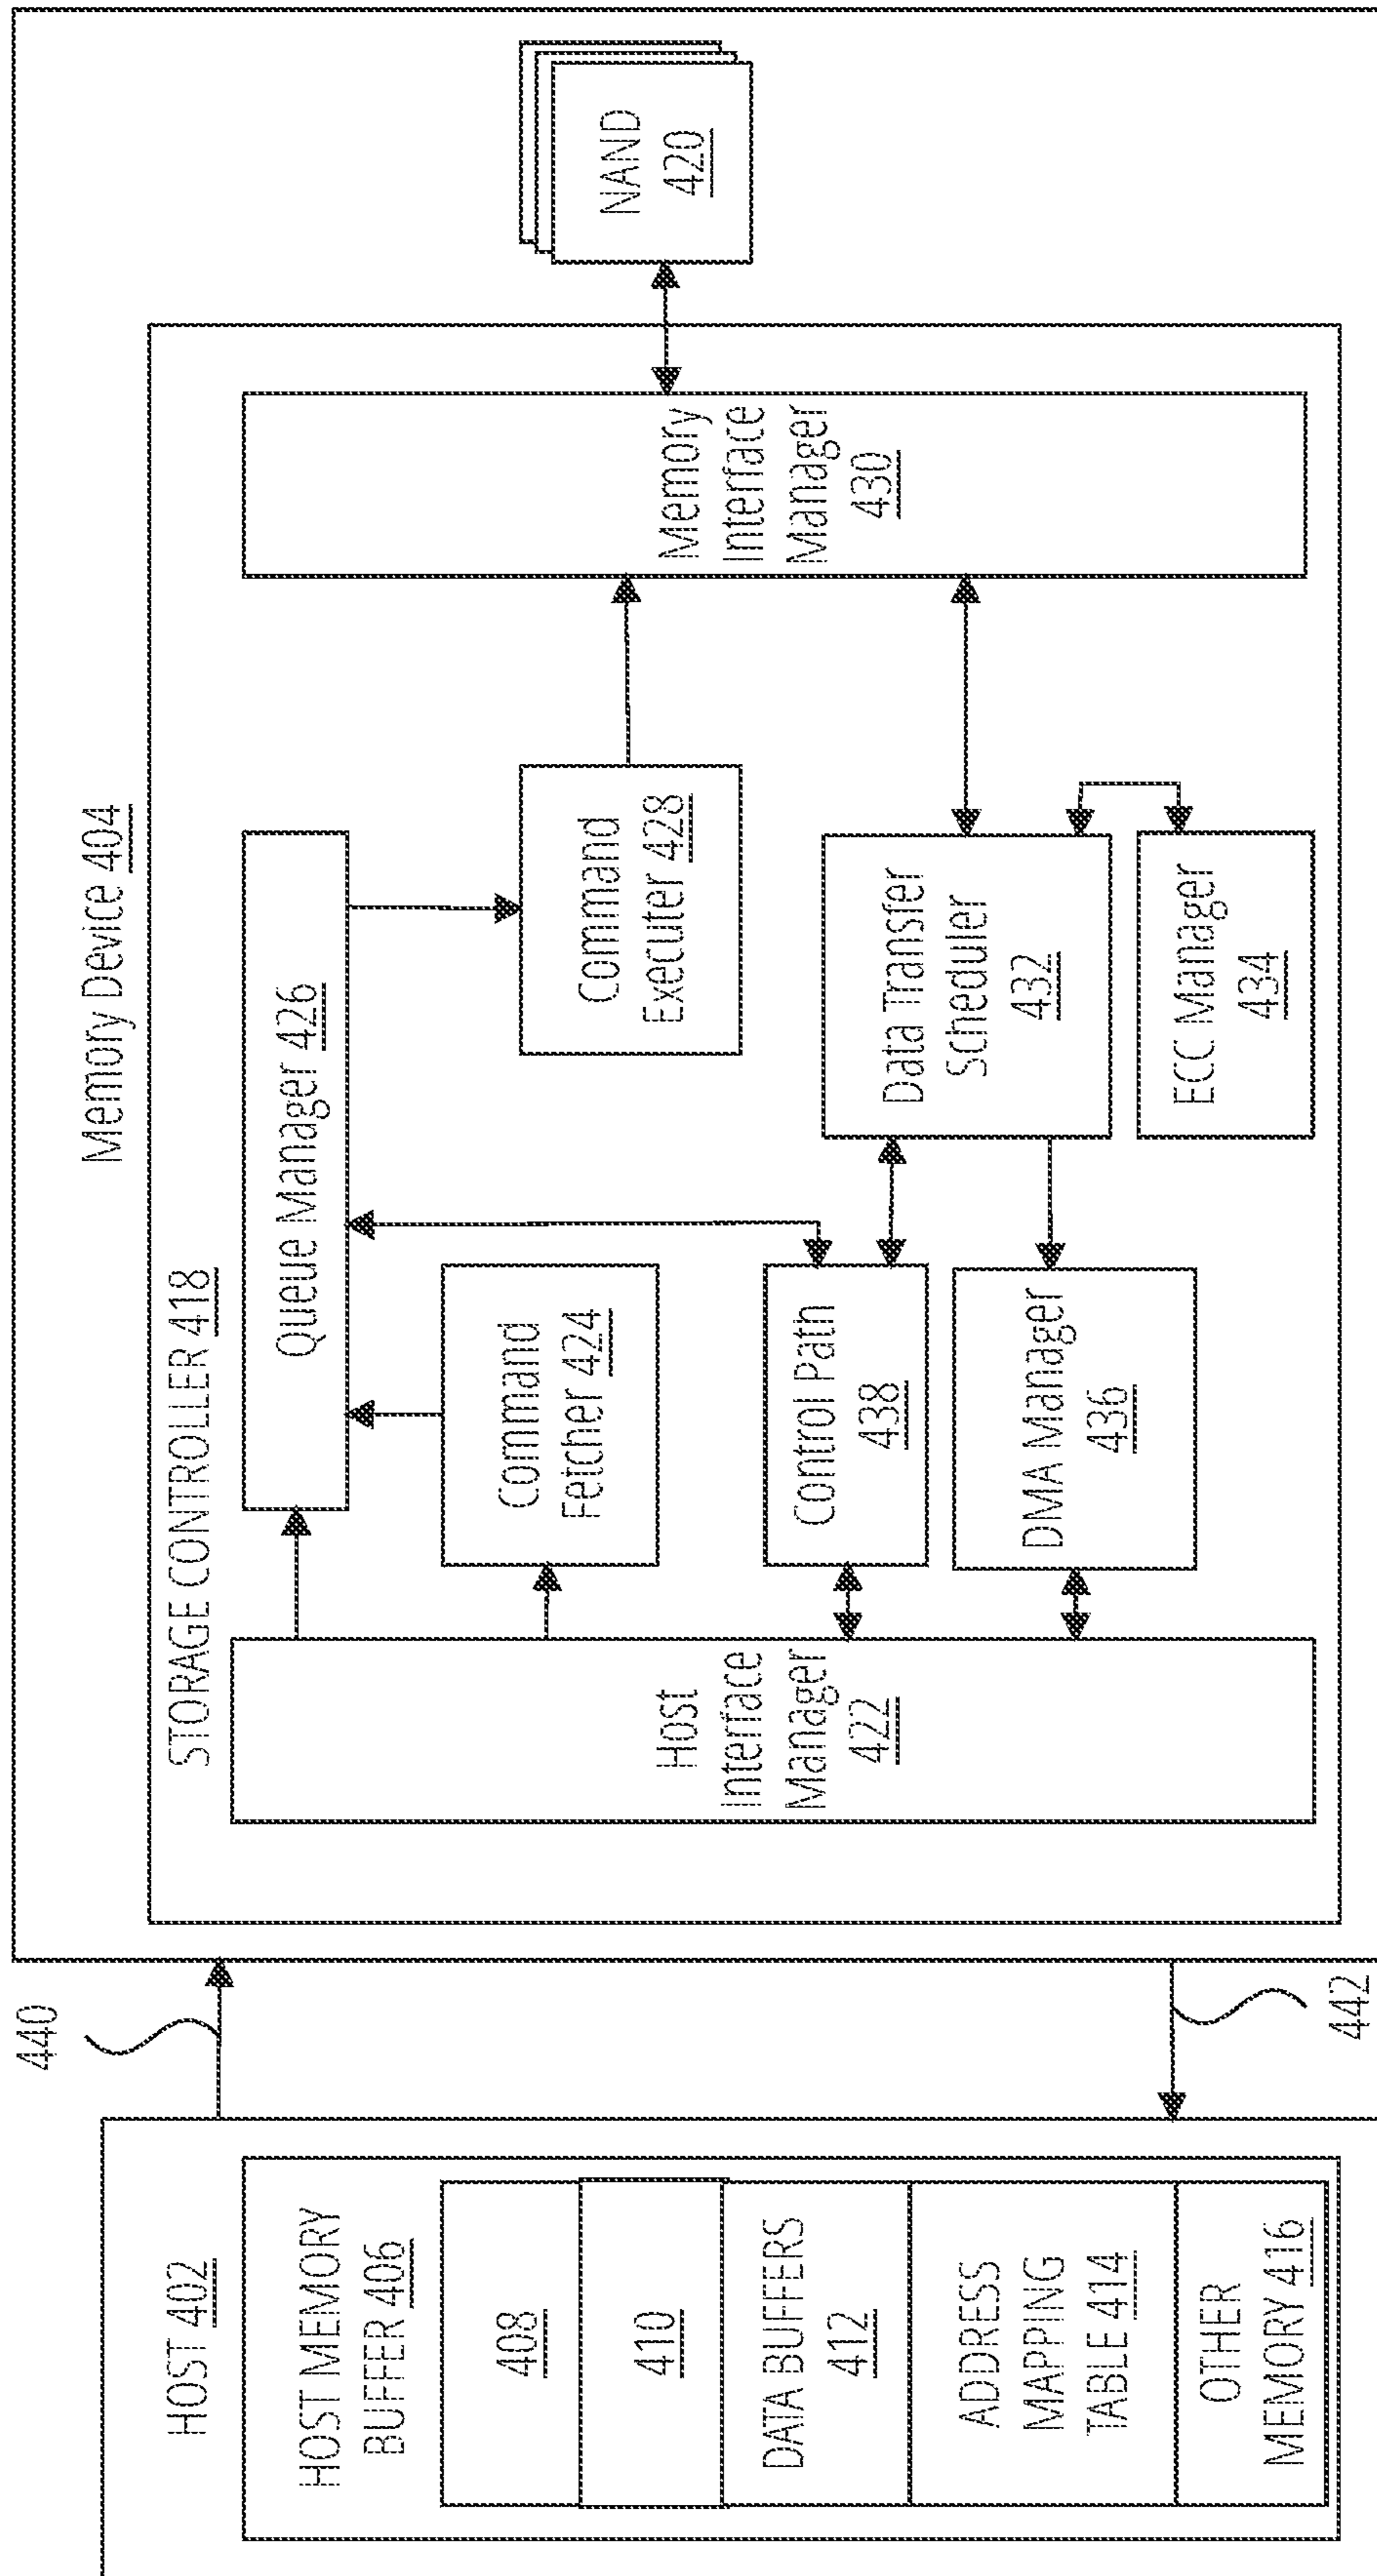 HOST 402
HOST MEMORY
BUFFER 406
408
410
DATA BUFFERS
412
ADDRESS
MAPPING
TABLE 414
OTHER
MEMORY 416
440
442
Memory Device 404
STORAGE CONTROLLER 418
Host
Interface
Manager
422
Queue Manager 426
Command
Fetcher 424
Control Path
438
DMA Manager
436
Command
Executer 428
Data Transfer
Scheduler
432
ECC Manager
434
Memory
Interface
Manager
430
NAND
420